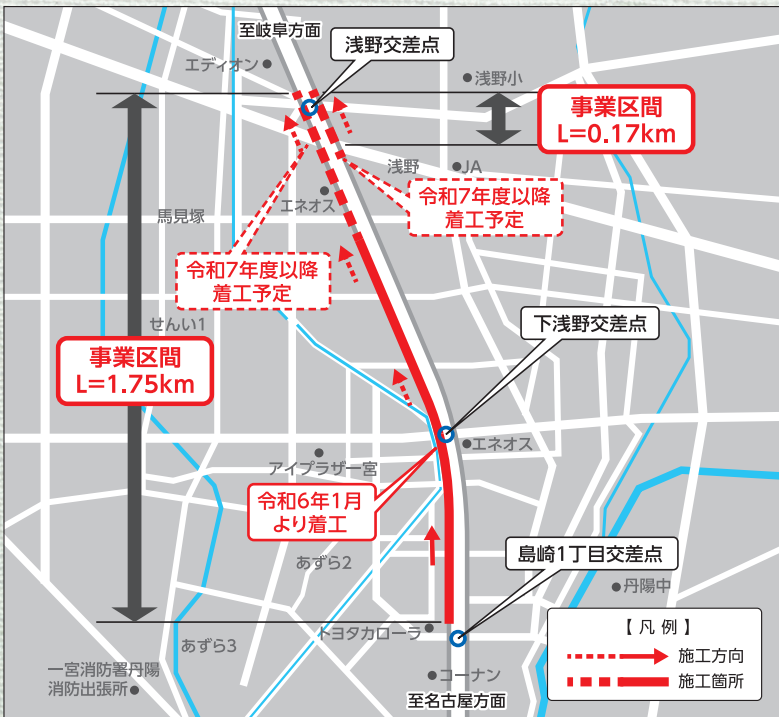 至岐阜方面
浅野交差点
エディオン
浅野小
事業区間
L=0.17km
浅野
JA
エネオス
令和7年度以降
着工予定
馬見塚
令和7年度以降
着工予定
せんい1
下浅野交差点
事業区間
L=1.75km
エネオス
アイプラザ一宮
令和6年1月
より着工
島崎1丁目交差点
あずら2
丹陽中
トヨタカローラ
あずら3
【凡例】
施工方向
施工箇所
一宮消防署丹陽
消防出張所
コーナン
至名古屋方面